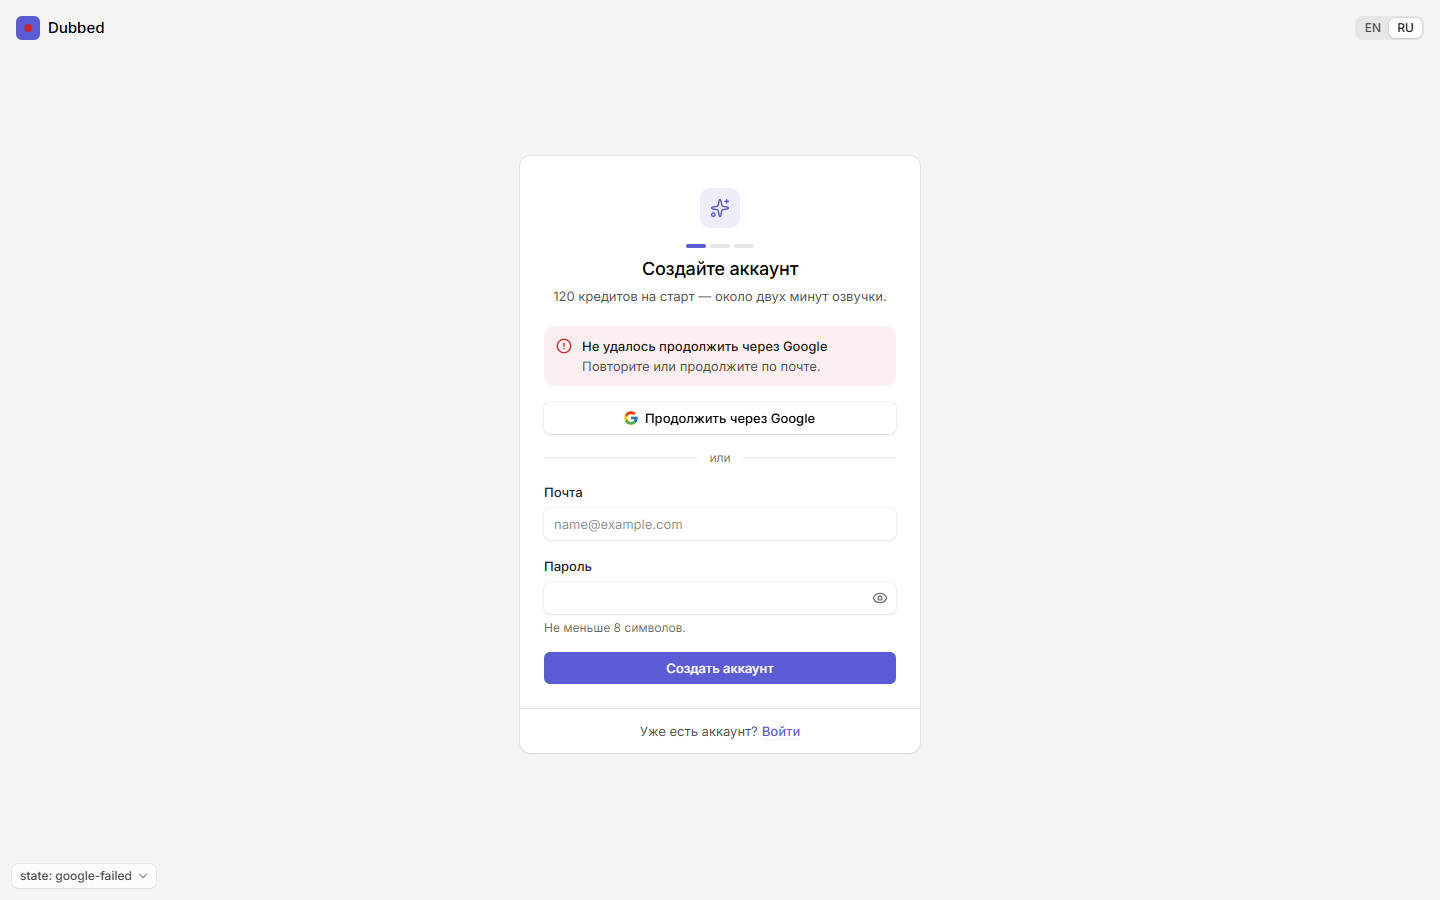 Dubbed
EN RU
Создайте аккаунт
120 кредитов на старт — около двух минут озвучки.
Не удалось продолжить через Google
Повторите или продолжите по почте.
Продолжить через Google
или
Почта
name@example.com
Пароль
Не меньше 8 символов.
Создать аккаунт
Уже есть аккаунт? Войти
state: google-failed